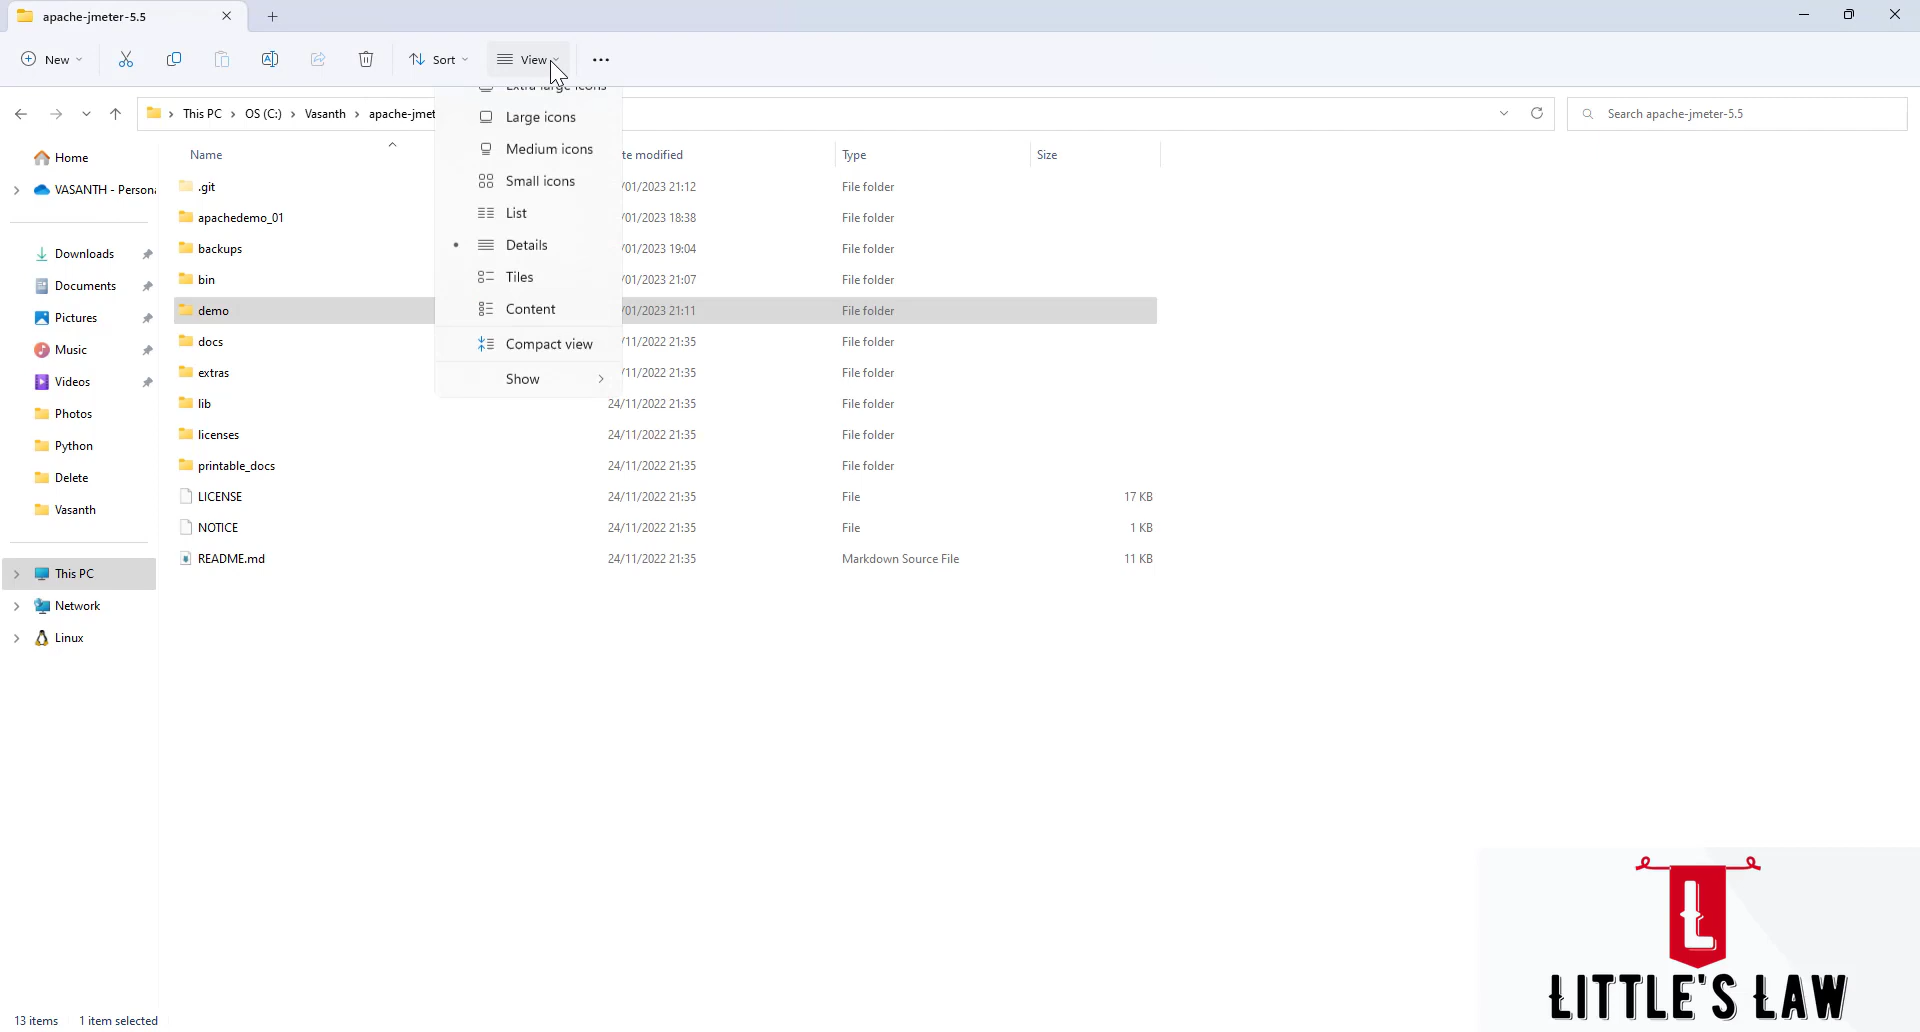 apache-jmeter-5.5
New
Sort
View
This PC
OS (C:)
Vasanth
apache-jmet
Search apache-jmeter-5.5
Extra large icons
Large icons
Medium icons
Small icons
List
Details
Tiles
Content
Compact view
Show
Home
VASANTH - Persona
Downloads
Documents
Pictures
Music
Videos
Photos
Python
Delete
Vasanth
This PC
Network
Linux
Name te modified Type Size
.git /01/2023 21:12 File folder
apachedemo_01 /01/2023 18:38 File folder
backups /01/2023 19:04 File folder
bin /01/2023 21:07 File folder
demo /01/2023 21:11 File folder
docs /11/2022 21:35 File folder
extras /11/2022 21:35 File folder
lib 24/11/2022 21:35 File folder
licenses 24/11/2022 21:35 File folder
printable_docs 24/11/2022 21:35 File folder
LICENSE 24/11/2022 21:35 File 17 KB
NOTICE 24/11/2022 21:35 File 1 KB
README.md 24/11/2022 21:35 Markdown Source File 11 KB
13 items 1 item selected
L
LITTLE'S LAW